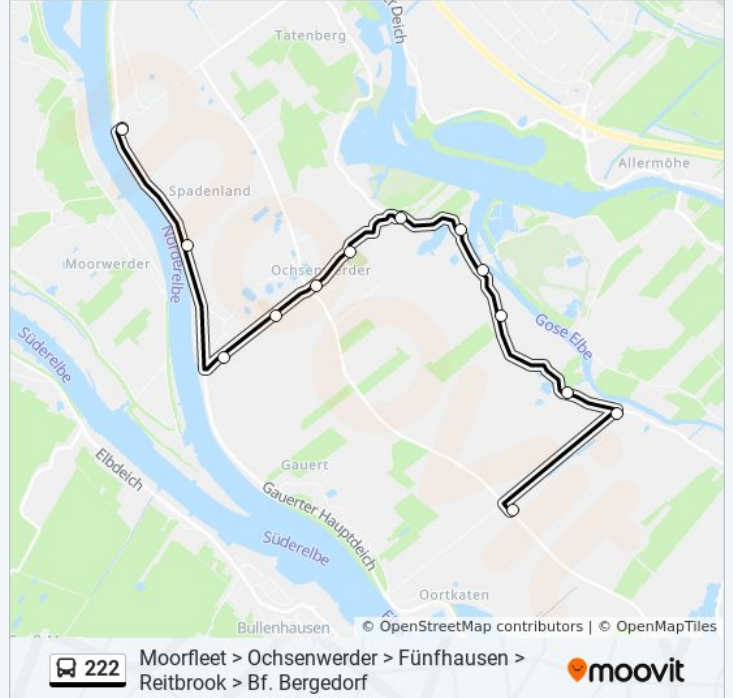 Tatenberg
r Deich
Allermöhe
Spadenland
Norderelbe
Moorwerder
Ochsenwerder
Gose Elbe
Süderelbe
Elbdeich
Gauert
Gauerter Hauptdeich
Süderelbe
Oortkaten
Bullenhausen
© OpenStreetMap contributors | © OpenMapTiles
222
Moorfleet > Ochsenwerder > Fünfhausen >
Reitbrook > Bf. Bergedorf
moovit